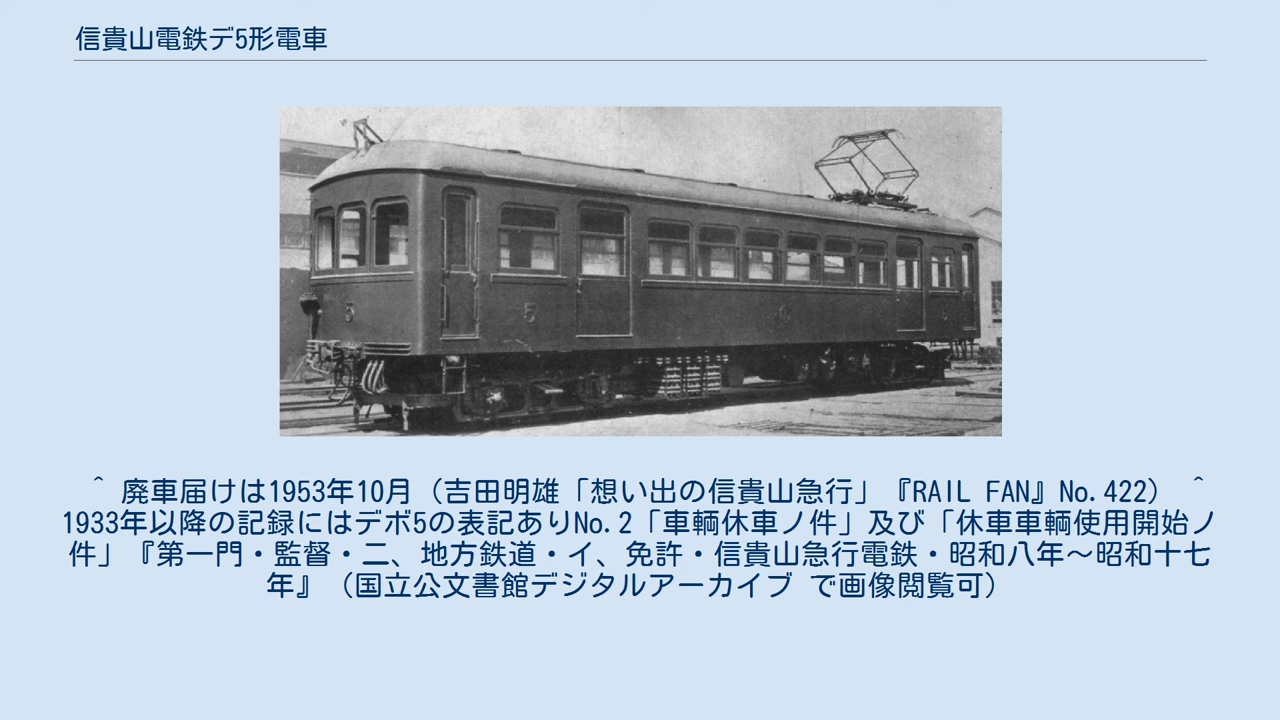 信貴山電鉄デ5形電車
5
5
^ 廃車届けは1953年10月（吉田明雄「想い出の信貴山急行」『RAIL FAN』No.422） ^
1933年以降の記録にはデボ5の表記ありNo.2「車輌休車ノ件」及び「休車車輌使用開始ノ
件」『第一門・監督・二、地方鉄道・イ、免許・信貴山急行電鉄・昭和八年〜昭和十七
年』（国立公文書館デジタルアーカイブ で画像閲覧可）